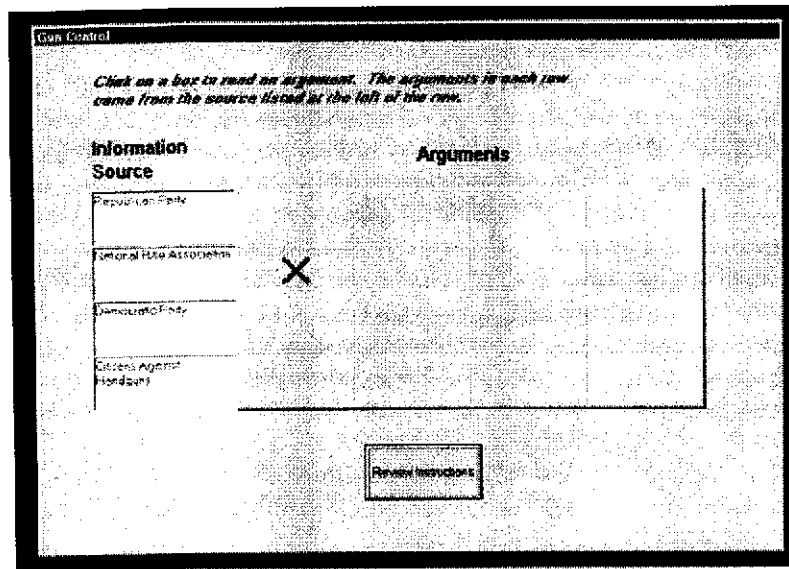 Gun Control
Click on a box to read an argument. The arguments in each row
came from the source listed at the left of the row.
Information
Source
Arguments
Republican Party
National Rifle Association
Democratic Party
Citizens Against
Handguns
Review Instructions